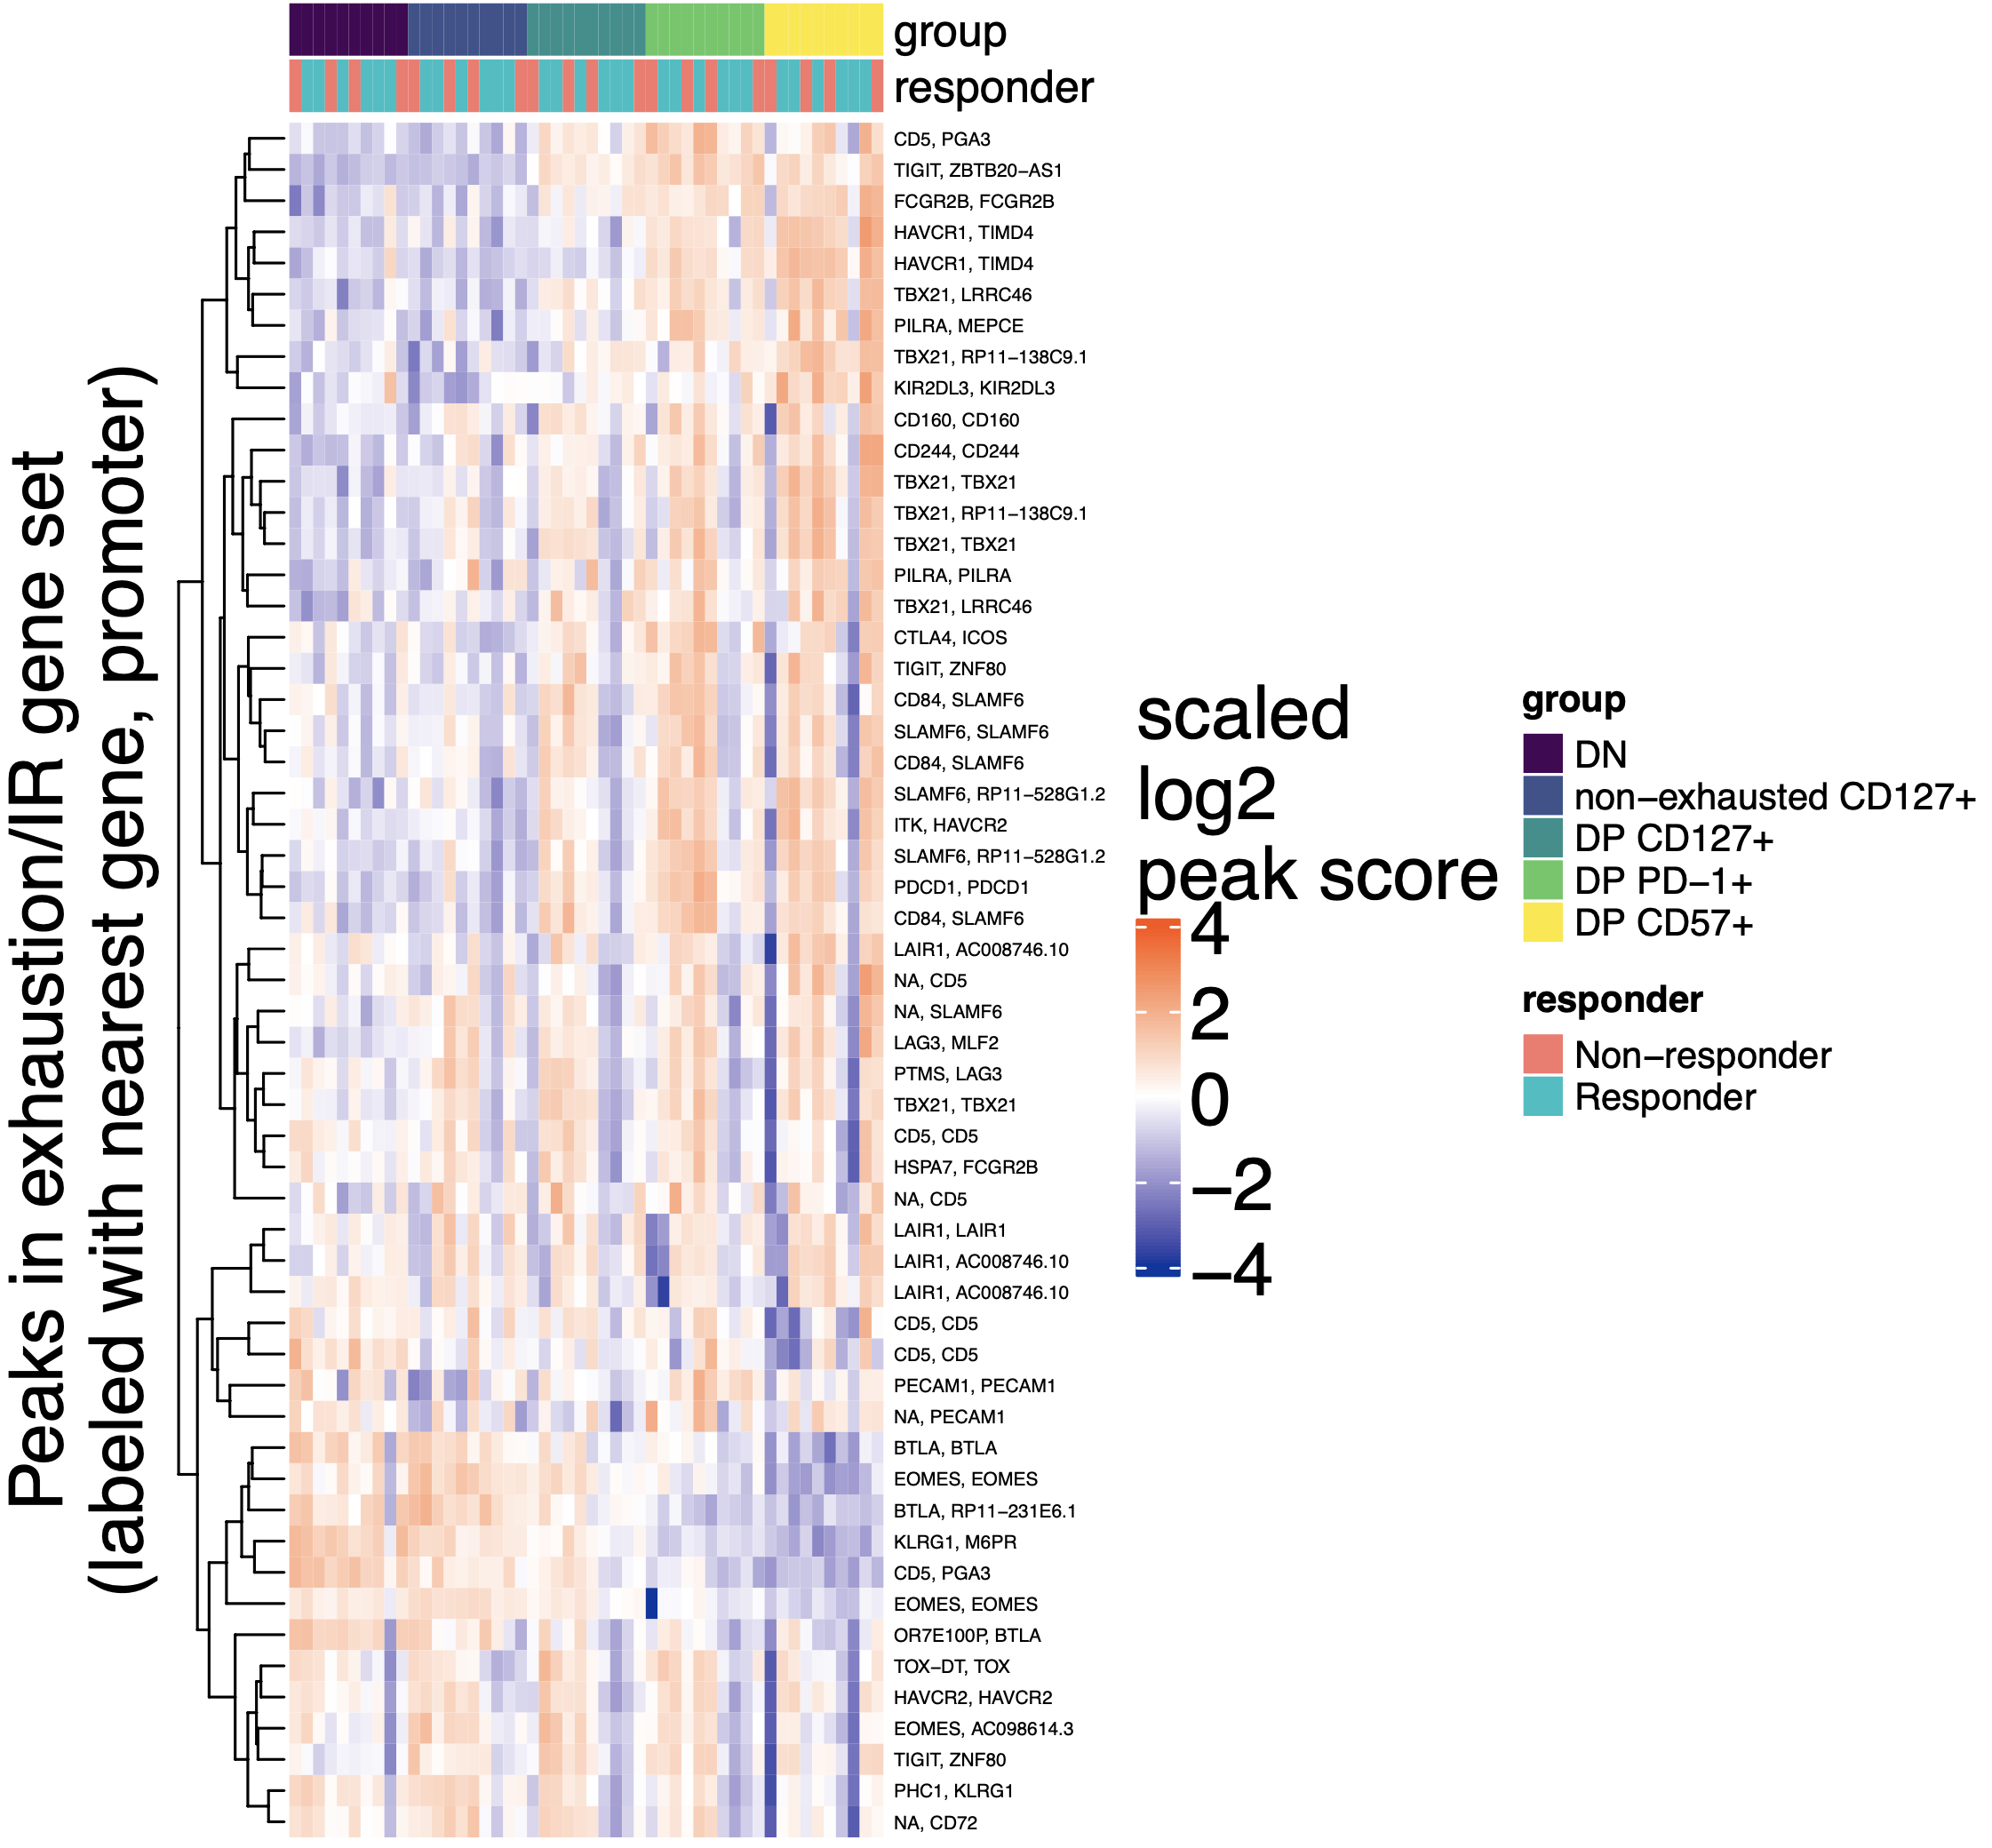 group
responder
Peaks in exhaustion/IR gene set
(labeled with nearest gene, promoter)
CD5, PGA3
TIGIT, ZBTB20−AS1
FCGR2B, FCGR2B
HAVCR1, TIMD4
HAVCR1, TIMD4
TBX21, LRRC46
PILRA, MEPCE
TBX21, RP11−138C9.1
KIR2DL3, KIR2DL3
CD160, CD160
CD244, CD244
TBX21, TBX21
TBX21, RP11−138C9.1
TBX21, TBX21
PILRA, PILRA
TBX21, LRRC46
CTLA4, ICOS
TIGIT, ZNF80
CD84, SLAMF6
SLAMF6, SLAMF6
CD84, SLAMF6
SLAMF6, RP11−528G1.2
ITK, HAVCR2
SLAMF6, RP11−528G1.2
PDCD1, PDCD1
CD84, SLAMF6
LAIR1, AC008746.10
NA, CD5
NA, SLAMF6
LAG3, MLF2
PTMS, LAG3
TBX21, TBX21
CD5, CD5
HSPA7, FCGR2B
NA, CD5
LAIR1, LAIR1
LAIR1, AC008746.10
LAIR1, AC008746.10
CD5, CD5
CD5, CD5
PECAM1, PECAM1
NA, PECAM1
BTLA, BTLA
EOMES, EOMES
BTLA, RP11−231E6.1
KLRG1, M6PR
CD5, PGA3
EOMES, EOMES
OR7E100P, BTLA
TOX−DT, TOX
HAVCR2, HAVCR2
EOMES, AC098614.3
TIGIT, ZNF80
PHC1, KLRG1
NA, CD72
scaled
log2
peak score
4
2
0
−2
−4
group
DN
non−exhausted CD127+
DP CD127+
DP PD−1+
DP CD57+
responder
Non−responder
Responder